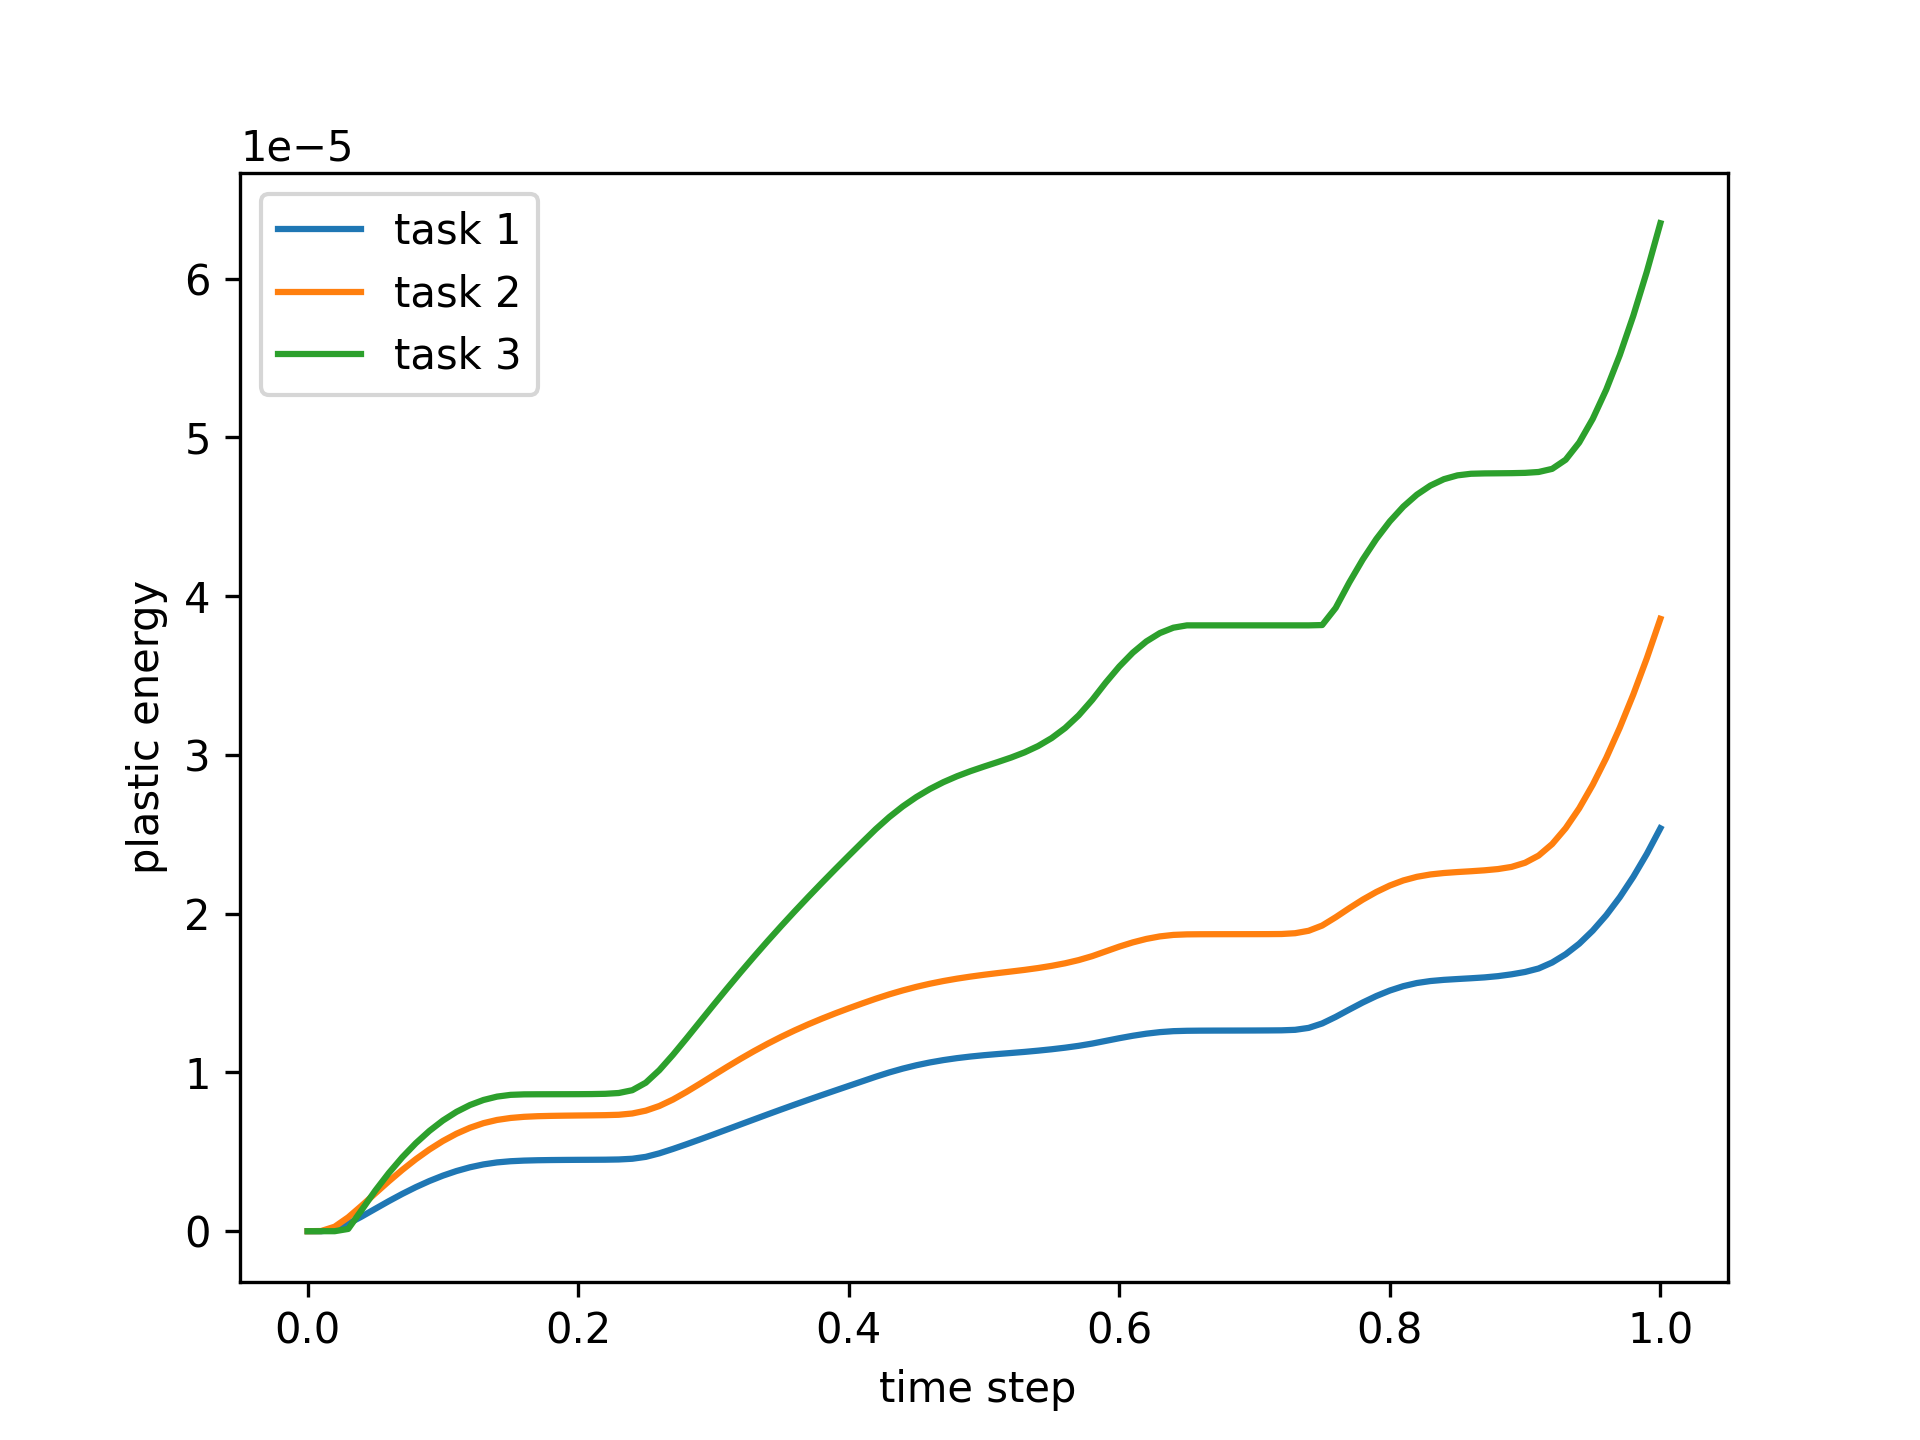 1e−5
task 1
task 2
task 3
6
5
4
3
2
1
0
plastic energy
0.0 0.2 0.4 0.6 0.8 1.0
time step